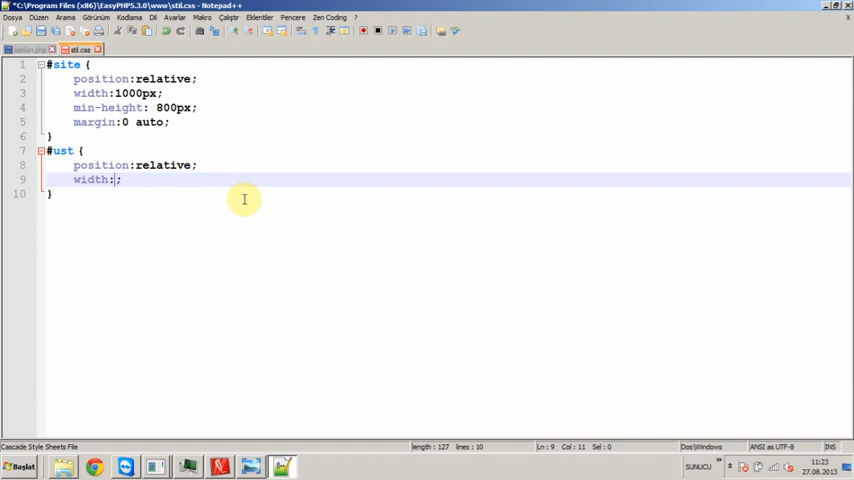 *C:\Program Files (x86)\EasyPHP5.3.0\www\stil.css - Notepad++
Dosya Düzen Arama Görünüm Kodlama Dil Ayarlar Makro Çalıştır Eklentiler Pencere Zen Coding ? X
sablon.php stil.css
1 #site {
2 position:relative;
3 width:1000px;
4 min-height: 800px;
5 margin:0 auto;
6 }
7 #ust {
8 position:relative;
9 width:;
10 }
Cascade Style Sheets File length : 127 lines : 10 Ln : 9 Col : 11 Sel : 0 Dos\Windows ANSI as UTF-8 INS
Başlat SUNUCU » 11:23
27.08.2013